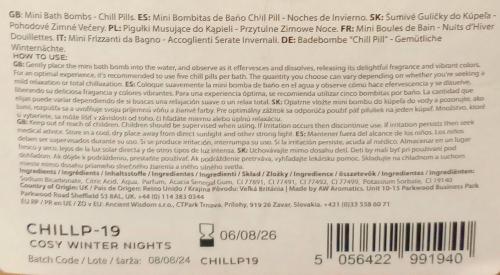 GB: Mini Bath Bombs - Chill Pills. ES: Mini Bombitas de Baño Ch'il Pill - Noches de Invierno. SK: Šumivé Guličky do Kúpeľa -
Pohodové Zimné Večery. PL: Pigułki Musujące do Kąpieli - Przytulne Zimowe Noce. FR: Mini Boules de Bain - Nuits d'Hiver
Douillettes. IT: Mini Frizzanti da Bagno - Accoglienti Serate Invernali. DE: Badebombe "Chill Pill" - Gemütliche
Winternächte.
HOW TO USE:
GB: Gently place the mini bath bombs into the water, and observe as it effervesces and dissolves, releasing its delightful fragrance and vibrant colors.
For an optimal experience, it's recommended to use five chill pills per bath. The quantity you choose can vary depending on whether you're seeking a
mild relaxation or total chillaxation. ES: Coloque suavemente la mini bomba de baño en el agua y observe cómo hace efervescencia y se disuelve,
liberando su deliciosa fragancia y colores vibrantes. Para una experiencia óptima, se recomienda utilizar cinco bombitas por baño. La cantidad que
elijas puede variar dependiendo de si buscas una relajación suave o un relax total. SK: Opatrne vložte mini bombu do kúpeľa do vody a pozorujte, ako
šumí, rozpúšťa sa a uvoľňuje svoju príjemnú vôňu a žiarivé farby. Pre optimálny zážitok sa odporúča použiť päť piluliek na jeden kúpeľ. Množstvo, ktoré
si vyberiete, sa môže líšiť v závislosti od toho, či hľadáte miernu alebo úplnú relaxáciu.
GB: Keep out of reach of children. Children should be supervised when using. If irritation occurs then discontinue use. If irritation persists then seek
medical advice. Store in a cool, dry place away from direct sunlight and other strong light. ES: Mantener fuera del alcance de los niños. Los niños
deben ser supervisados durante su uso. Si se produce irritación, interrumpa su uso. Si la irritación persiste, acuda al médico. Almacenar en un lugar
fresco y seco, lejos de la luz solar directa y de otros tipos de luz intensa. SK: Uchovávajte mimo dosahu detí. Deti by mali byť pri používaní pod
dohľadom. Ak dôjde k podráždeniu, prestaňte používať. Ak podráždenie pretrváva, vyhľadajte lekársku pomoc. Skladujte na chladnom a suchom
mieste mimo dosahu priameho slnečného žiarenia a iného silného svetla.
Ingredients / Ingrédients / Inhaltsstoffe / Ingredientes / Ingredienti / Skład / Zložky / Ingredience / összetevők / Ingrediente / Ingredienten:
Sodium Bicarbonate, Citric Acid, Aqua, Parfum, Acacia Senegal Gum, CI 77891, CI 77491, CI 77492, CI 77499, Potassium Sorbate, CI 19140
Country of Origin: UK / País de Origen: Reino Unido / Krajina Pôvodu: Veľká Británia | Made by AW Aromatics. Unit 10-15 Parkwood Business Park
Parkwood Road Sheffield S3 8AL, UK, +44 (0) 114 383 0344
EU RP / PR en UE / ZO v EÚ: Ancient Wisdom s.r.o., CTPark Trnava, Prílohy, 919 26 Zavar, Slovakia. +421 (0)33 558 00 71
CHILLP-19
COSY WINTER NIGHTS
06/08/26
Batch Code / Lote / šarža: 08/08/24 CHILLP19
5 056422 991940